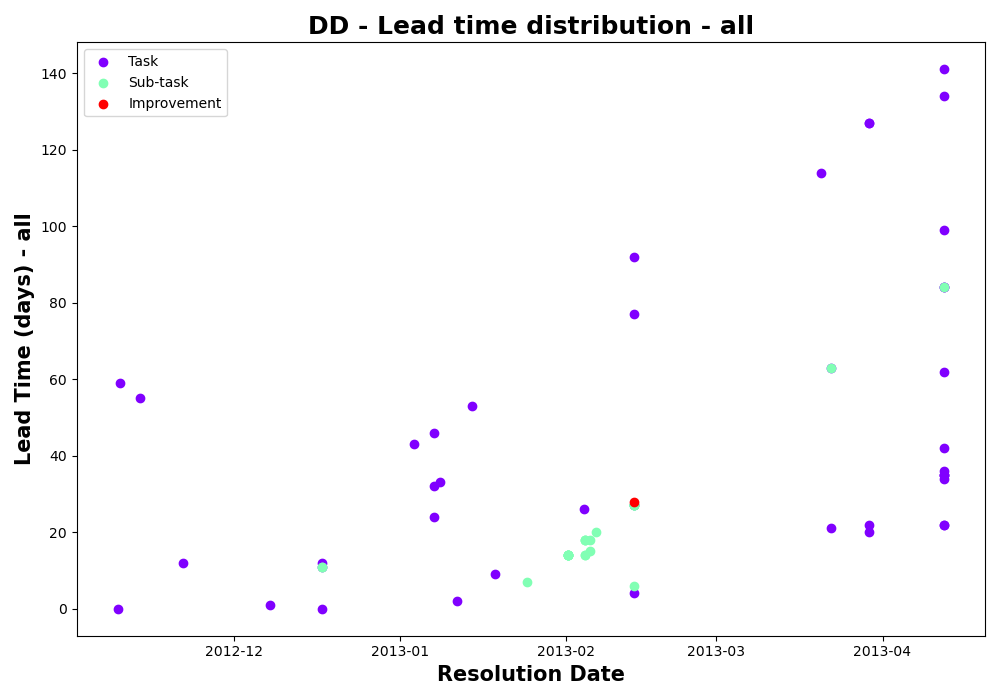 DD - Lead time distribution - all
Task
Sub-task
Improvement
Lead Time (days) - all
140
120
100
80
60
40
20
0
2012-12
2013-01
2013-02
2013-03
2013-04
Resolution Date